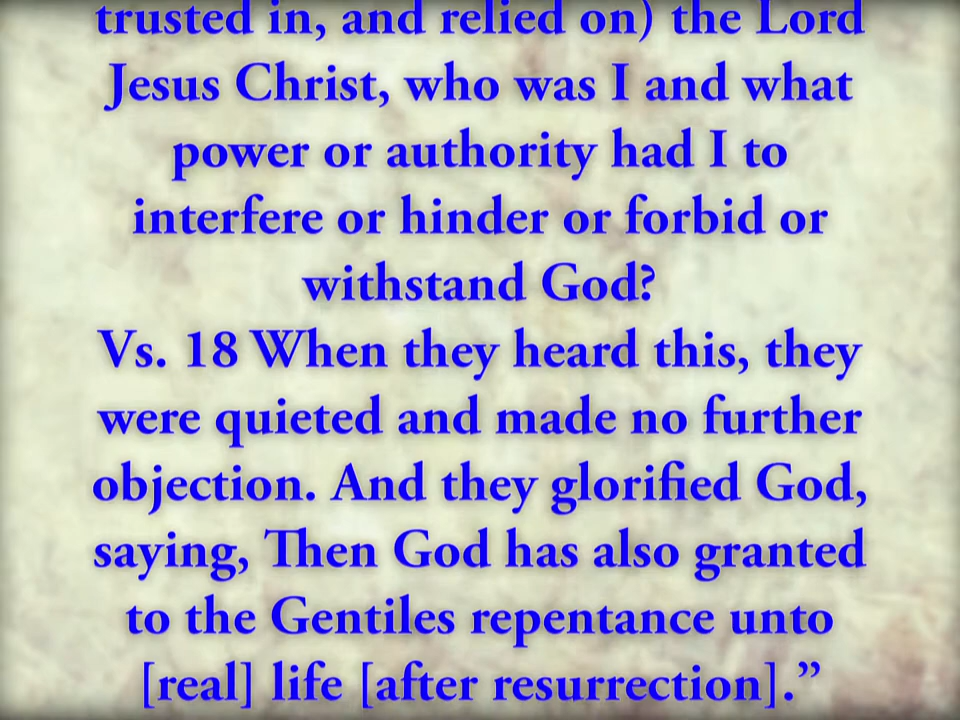 trusted in, and relied on) the Lord
Jesus Christ, who was I and what
power or authority had I to
interfere or hinder or forbid or
withstand God?
Vs. 18 When they heard this, they
were quieted and made no further
objection. And they glorified God,
saying, Then God has also granted
to the Gentiles repentance unto
[real] life [after resurrection].”